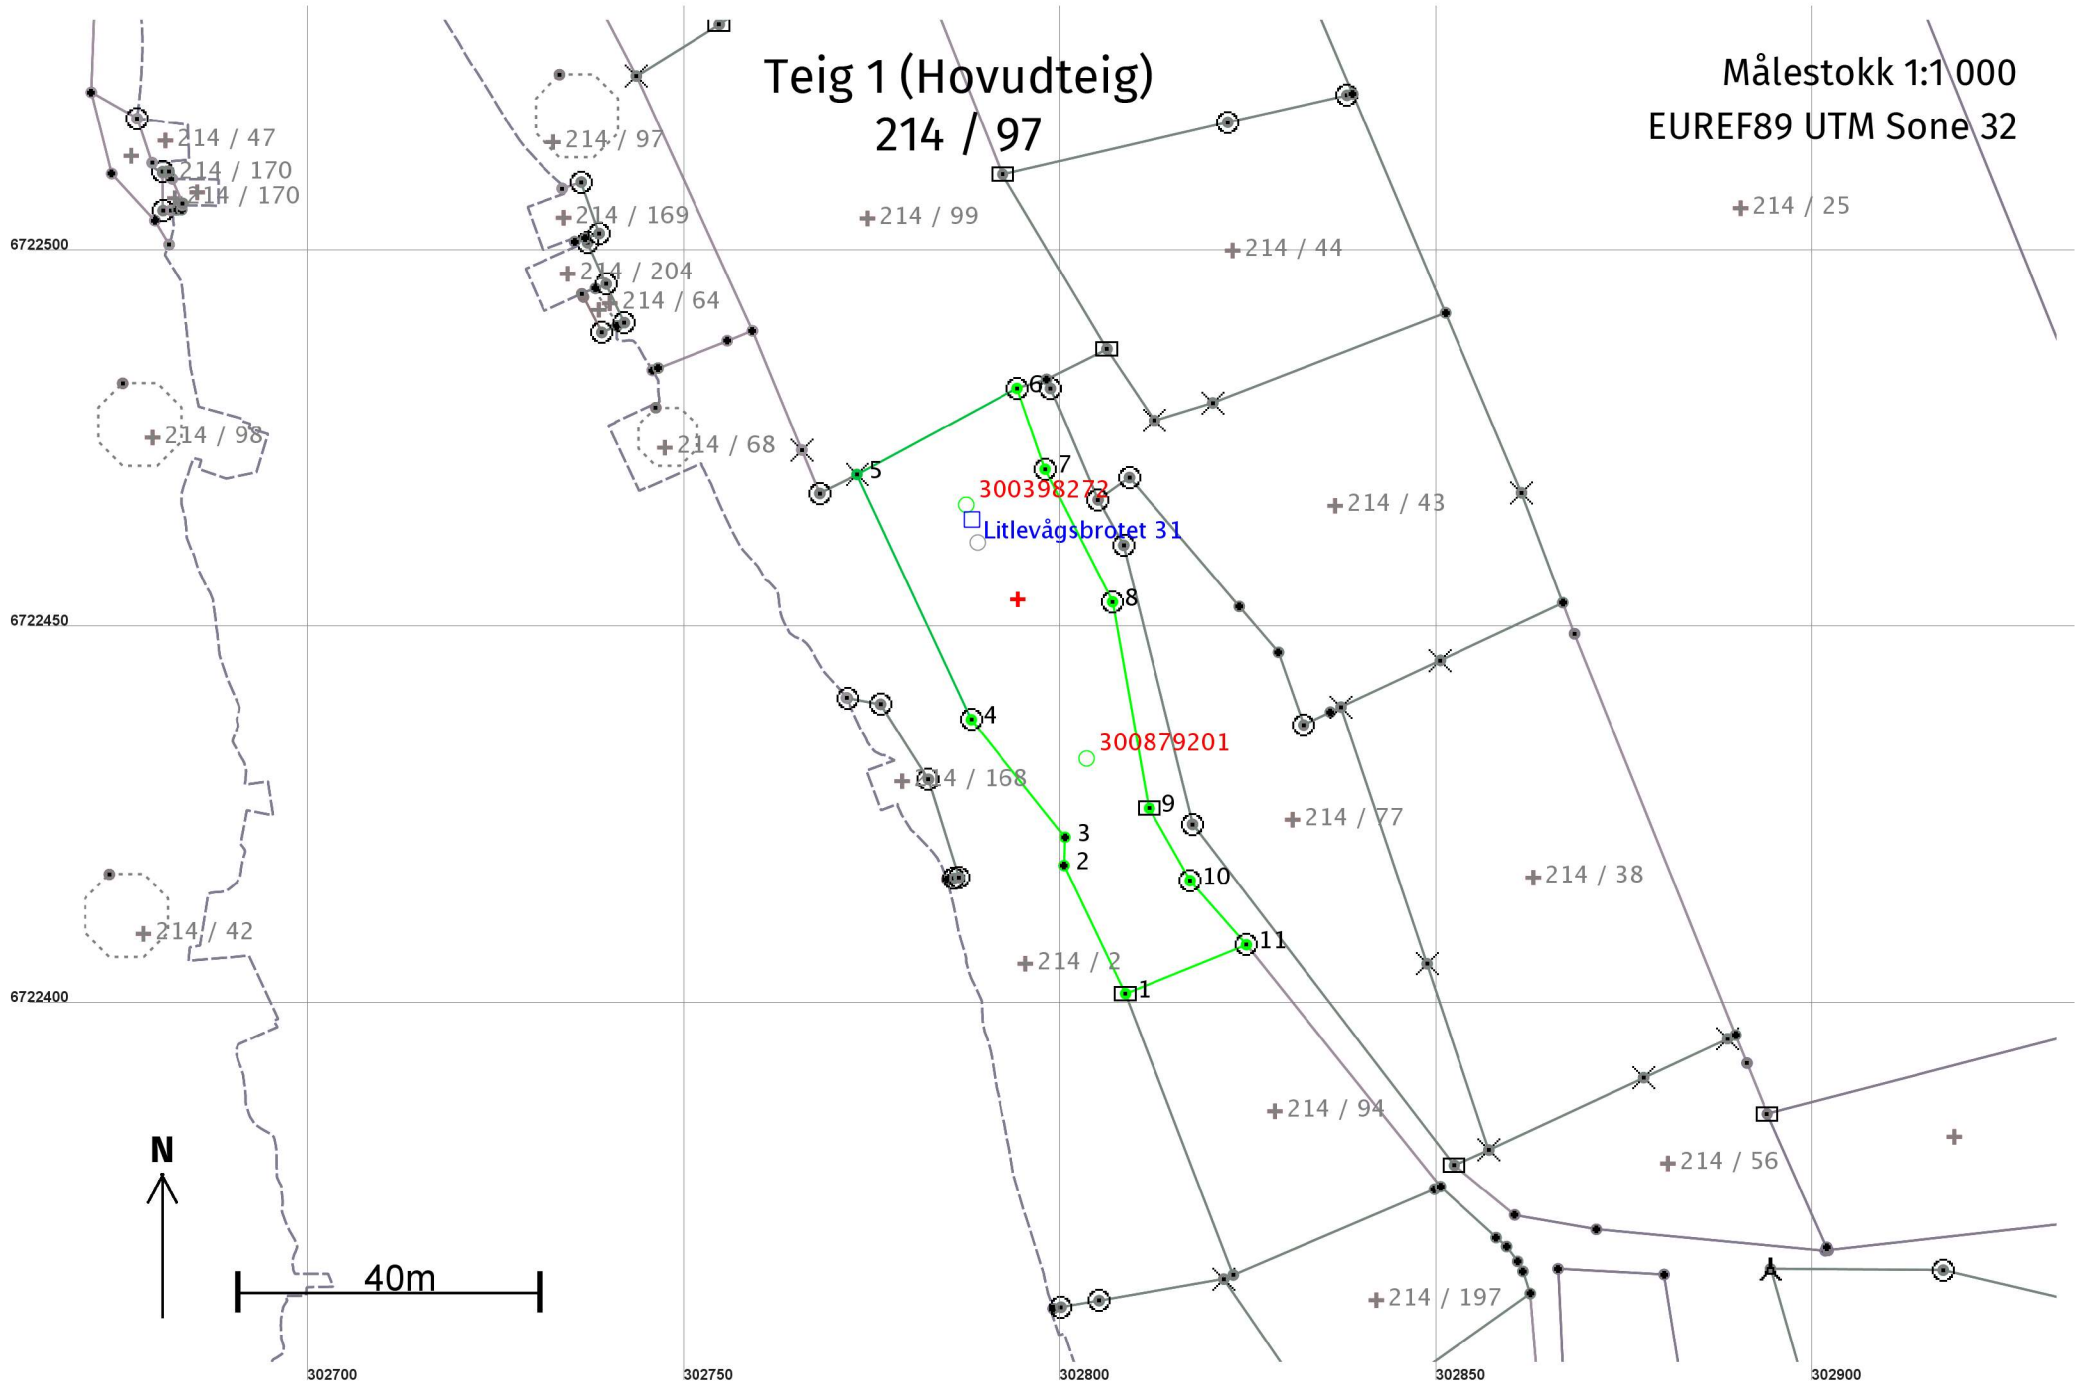 Teig 1 (Hovudteig)
214 / 97
Målestokk 1:1 000
EUREF89 UTM Sone 32
214 / 47
214 / 170
214 / 170
214 / 97
214 / 169
214 / 204
214 / 64
214 / 99
214 / 44
214 / 25
6722500
214 / 98
214 / 68
6
5
7
300398272
Litlevågsbrotet 31
214 / 43
8
6722450
4
300879201
9
214 / 168
3
2
10
214 / 77
214 / 38
214 / 42
11
214 / 2
1
6722400
214 / 94
214 / 56
N
40m
214 / 197
302700
302750
302800
302850
302900